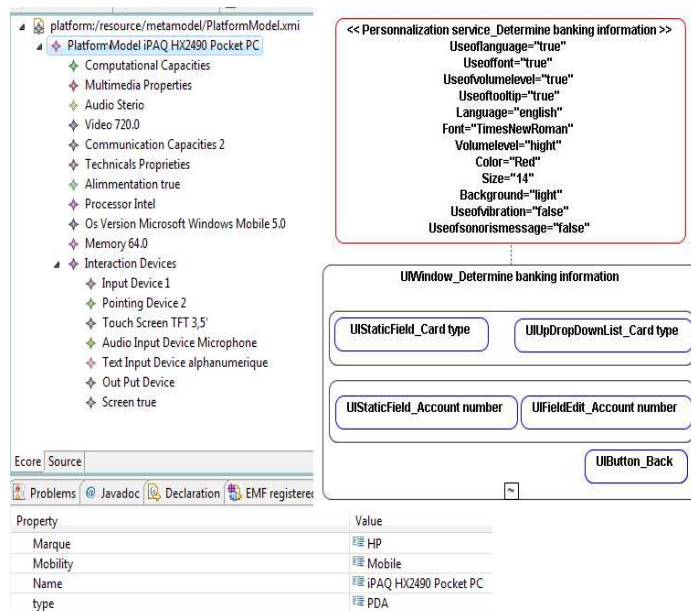 platform:/resource/metamodel/PlatformModel.xmi
PlatformModel iPAQ HX2490 Pocket PC
Computational Capacities
Multimedia Properties
Audio Sterio
Video 720.0
Communication Capacities 2
Technicals Proprieties
Alimmentation true
Processor Intel
Os Version Microsoft Windows Mobile 5.0
Memory 64.0
Interaction Devices
Input Device 1
Pointing Device 2
Touch Screen TFT 3,5'
Audio Input Device Microphone
Text Input Device alphanumerique
Out Put Device
Screen true
Ecore Source
Problems @ Javadoc Declaration EMF registered
<< Personnalization service_Determine banking information >>
Useoflanguage="true"
Useoffont="true"
Useofvolumelevel="true"
Useoftooltip="true"
Language="english"
Font="TimesNewRoman"
Volumelevel="hight"
Color="Red"
Size="14"
Background="light"
Useofvibration="false"
Useofsonorismessage="false"
UIWindow_Determine banking information
UIStaticField_Card type UIUpDropDownList_Card type
UIStaticField_Account number UIFieldEdit_Account number
UIButton_Back
~
Property Value
Marque HP
Mobility Mobile
Name iPAQ HX2490 Pocket PC
type PDA